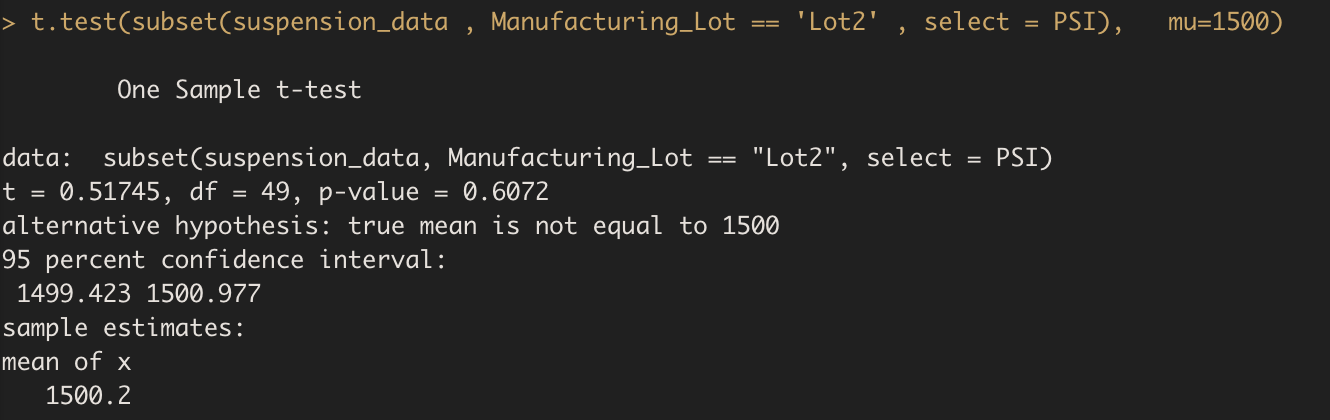 > t.test(subset(suspension_data , Manufacturing_Lot == 'Lot2' , select = PSI),   mu=1500)
One Sample t-test
data:  subset(suspension_data, Manufacturing_Lot == "Lot2", select = PSI)
t = 0.51745, df = 49, p-value = 0.6072
alternative hypothesis: true mean is not equal to 1500
95 percent confidence interval:
1499.423 1500.977
sample estimates:
mean of x
1500.2